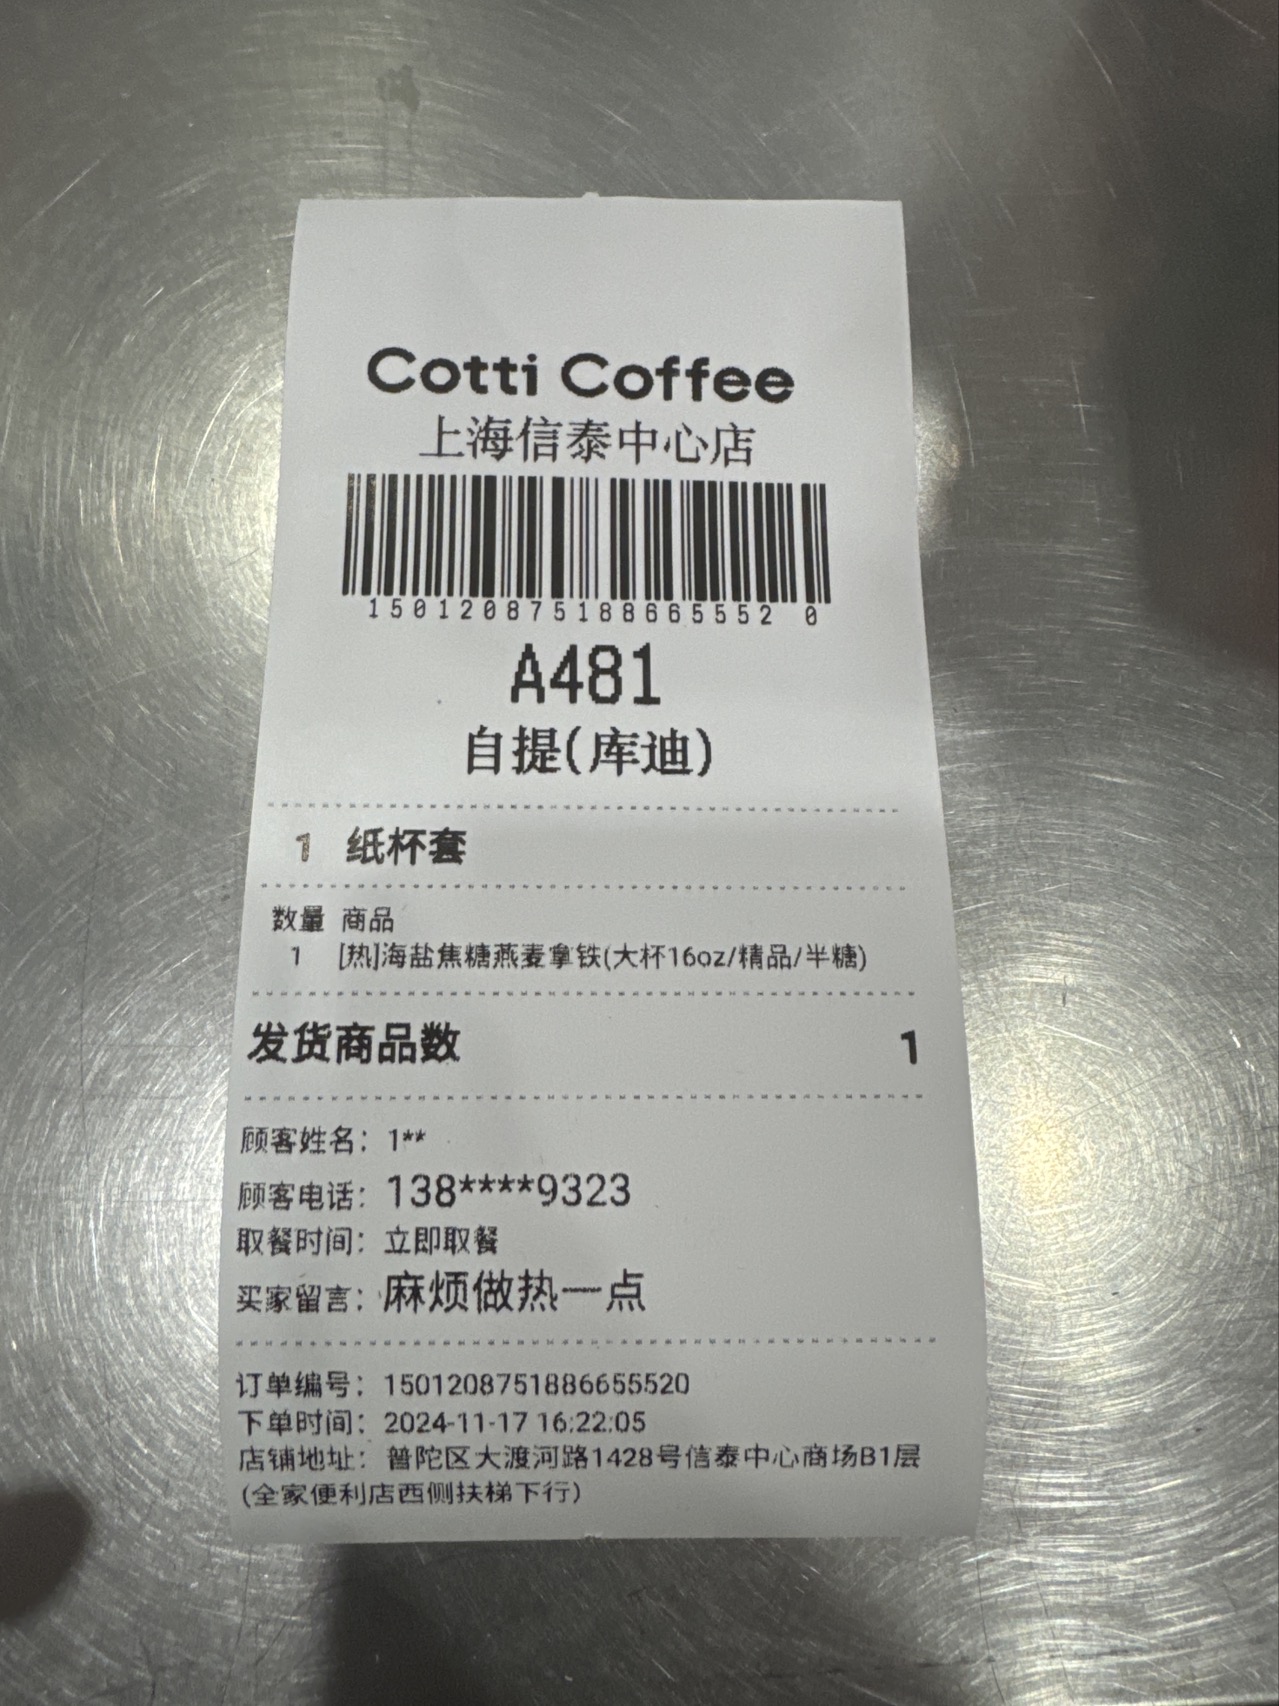 Cotti Coffee
上海信泰中心店
150120875188665552 0
A481
自提(库迪)
1 纸杯套
数量 商品
1 [热]海盐焦糖燕麦拿铁(大杯16oz/精品/半糖)
发货商品数 1
顾客姓名: 1**
顾客电话: 138****9323
取餐时间: 立即取餐
买家留言: 麻烦做热一点
订单编号: 1501208751886655520
下单时间: 2024-11-17 16:22:05
店铺地址: 普陀区大渡河路1428号信泰中心商场B1层
(全家便利店西侧扶梯下行)